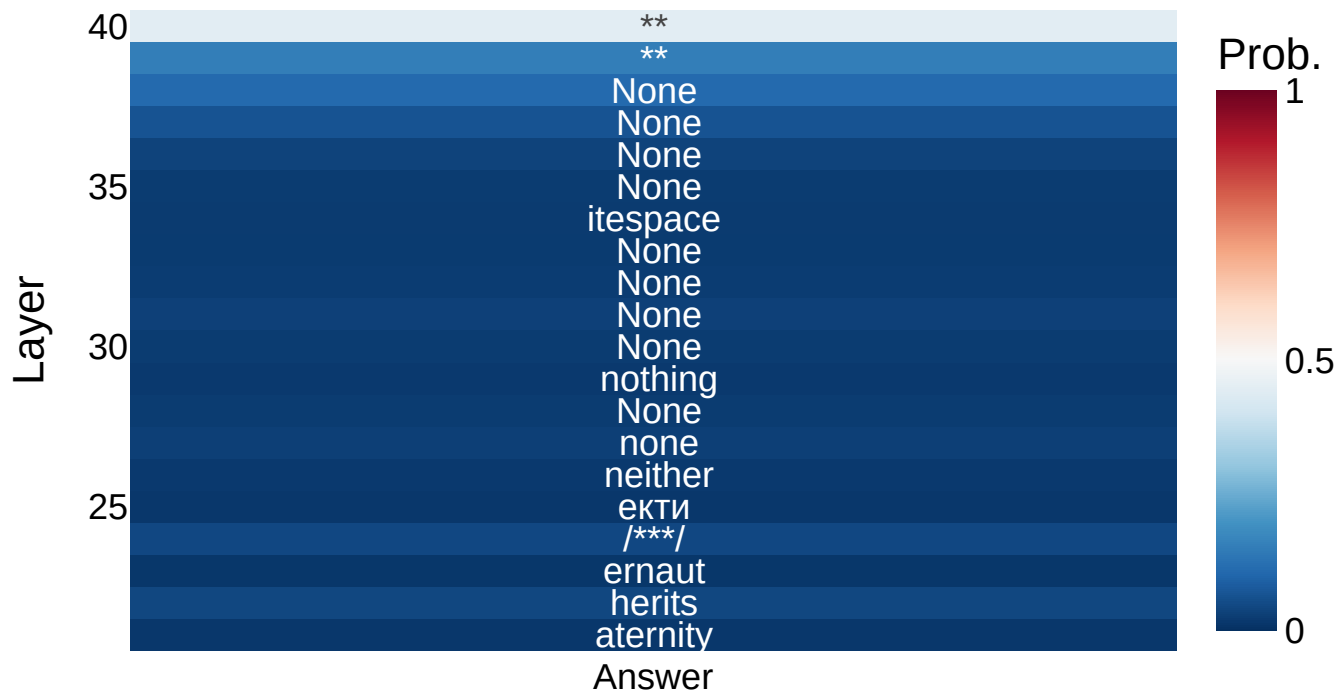 40
**
**
None
None
None
35
None
itespace
None
None
None
30
None
nothing
None
none
neither
25
екти
/***/
ernaut
herits
aternity
Layer
Answer
Prob.
1
0.5
0